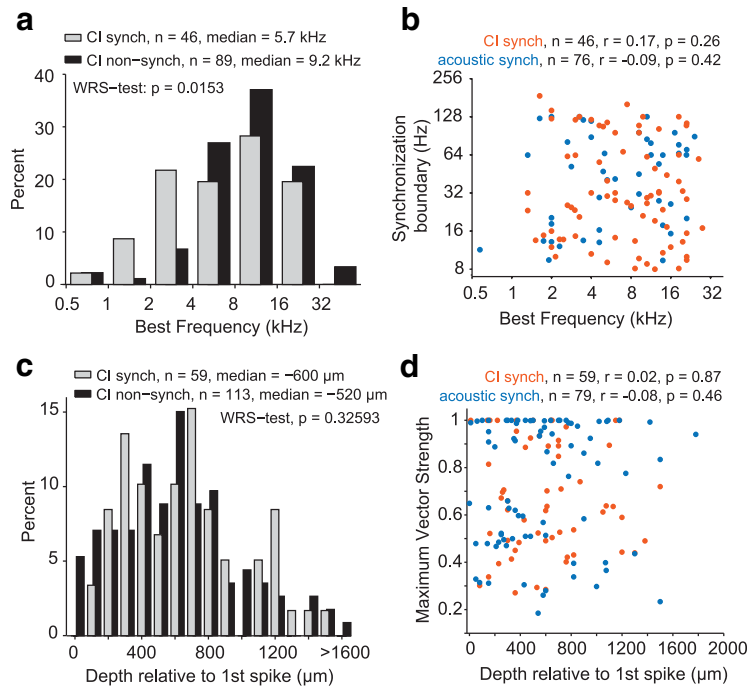 a
CI synch, n = 46, median = 5.7 kHz
CI non−synch, n = 89, median = 9.2 kHz
WRS−test: p = 0.0153
40
30
20
10
0
Percent
0.5 1 2 4 8 16 32
Best Frequency (kHz)
b
CI synch, n = 46, r = 0.17, p = 0.26
acoustic synch, n = 76, r = -0.09, p = 0.42
256
128
64
32
16
8
Synchronization
boundary (Hz)
0.5 1 2 4 8 16 32
Best Frequency (kHz)
c
CI synch, n = 59, median = −600 µm
CI non−synch, n = 113, median = −520 µm
WRS−test, p = 0.32593
15
10
5
0
Percent
0 400 800 1200 >1600
Depth relative to 1st spike (µm)
d
CI synch, n = 59, r = 0.02, p = 0.87
acoustic synch, n = 79, r = -0.08, p = 0.46
1
0.8
0.6
0.4
0.2
Maximum Vector Strength
0 400 800 1200 1600 2000
Depth relative to 1st spike (µm)